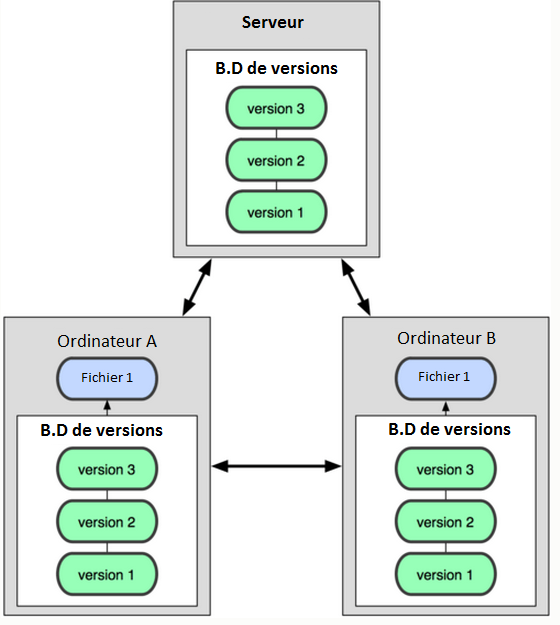 Serveur
B.D de versions
version 3
version 2
version 1
Ordinateur A
Fichier 1
B.D de versions
version 3
version 2
version 1
Ordinateur B
Fichier 1
B.D de versions
version 3
version 2
version 1